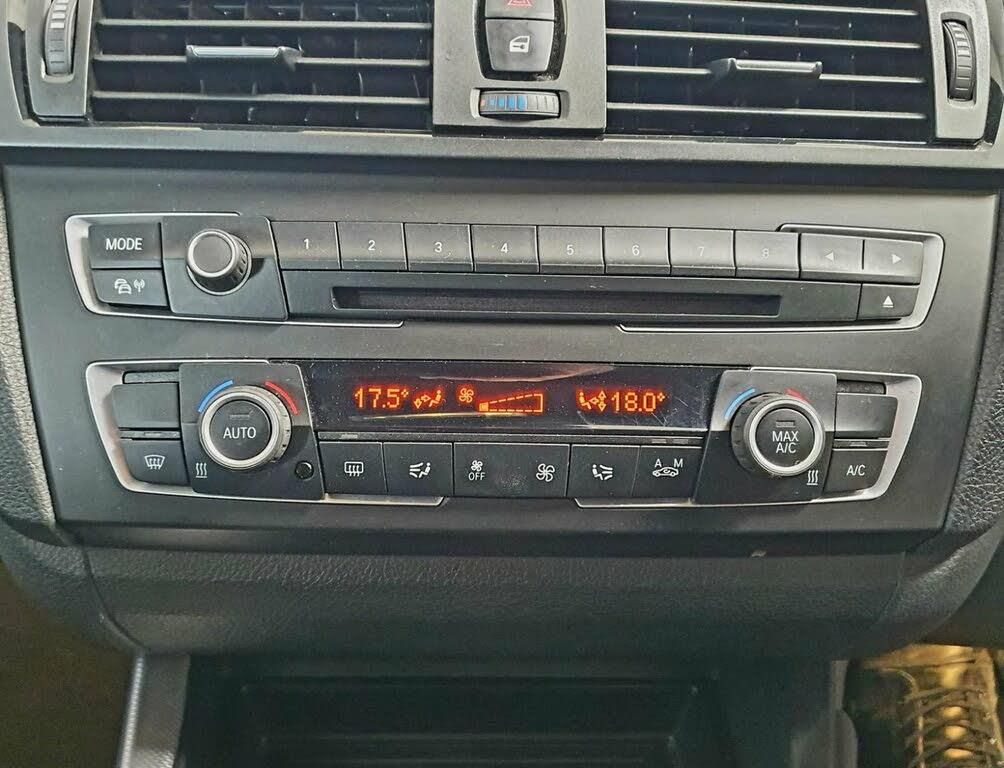 MODE
1 2 3 4 5 6 7 8
17.5° 18.0°
AUTO
MAX
A/C
OFF
A M
A/C